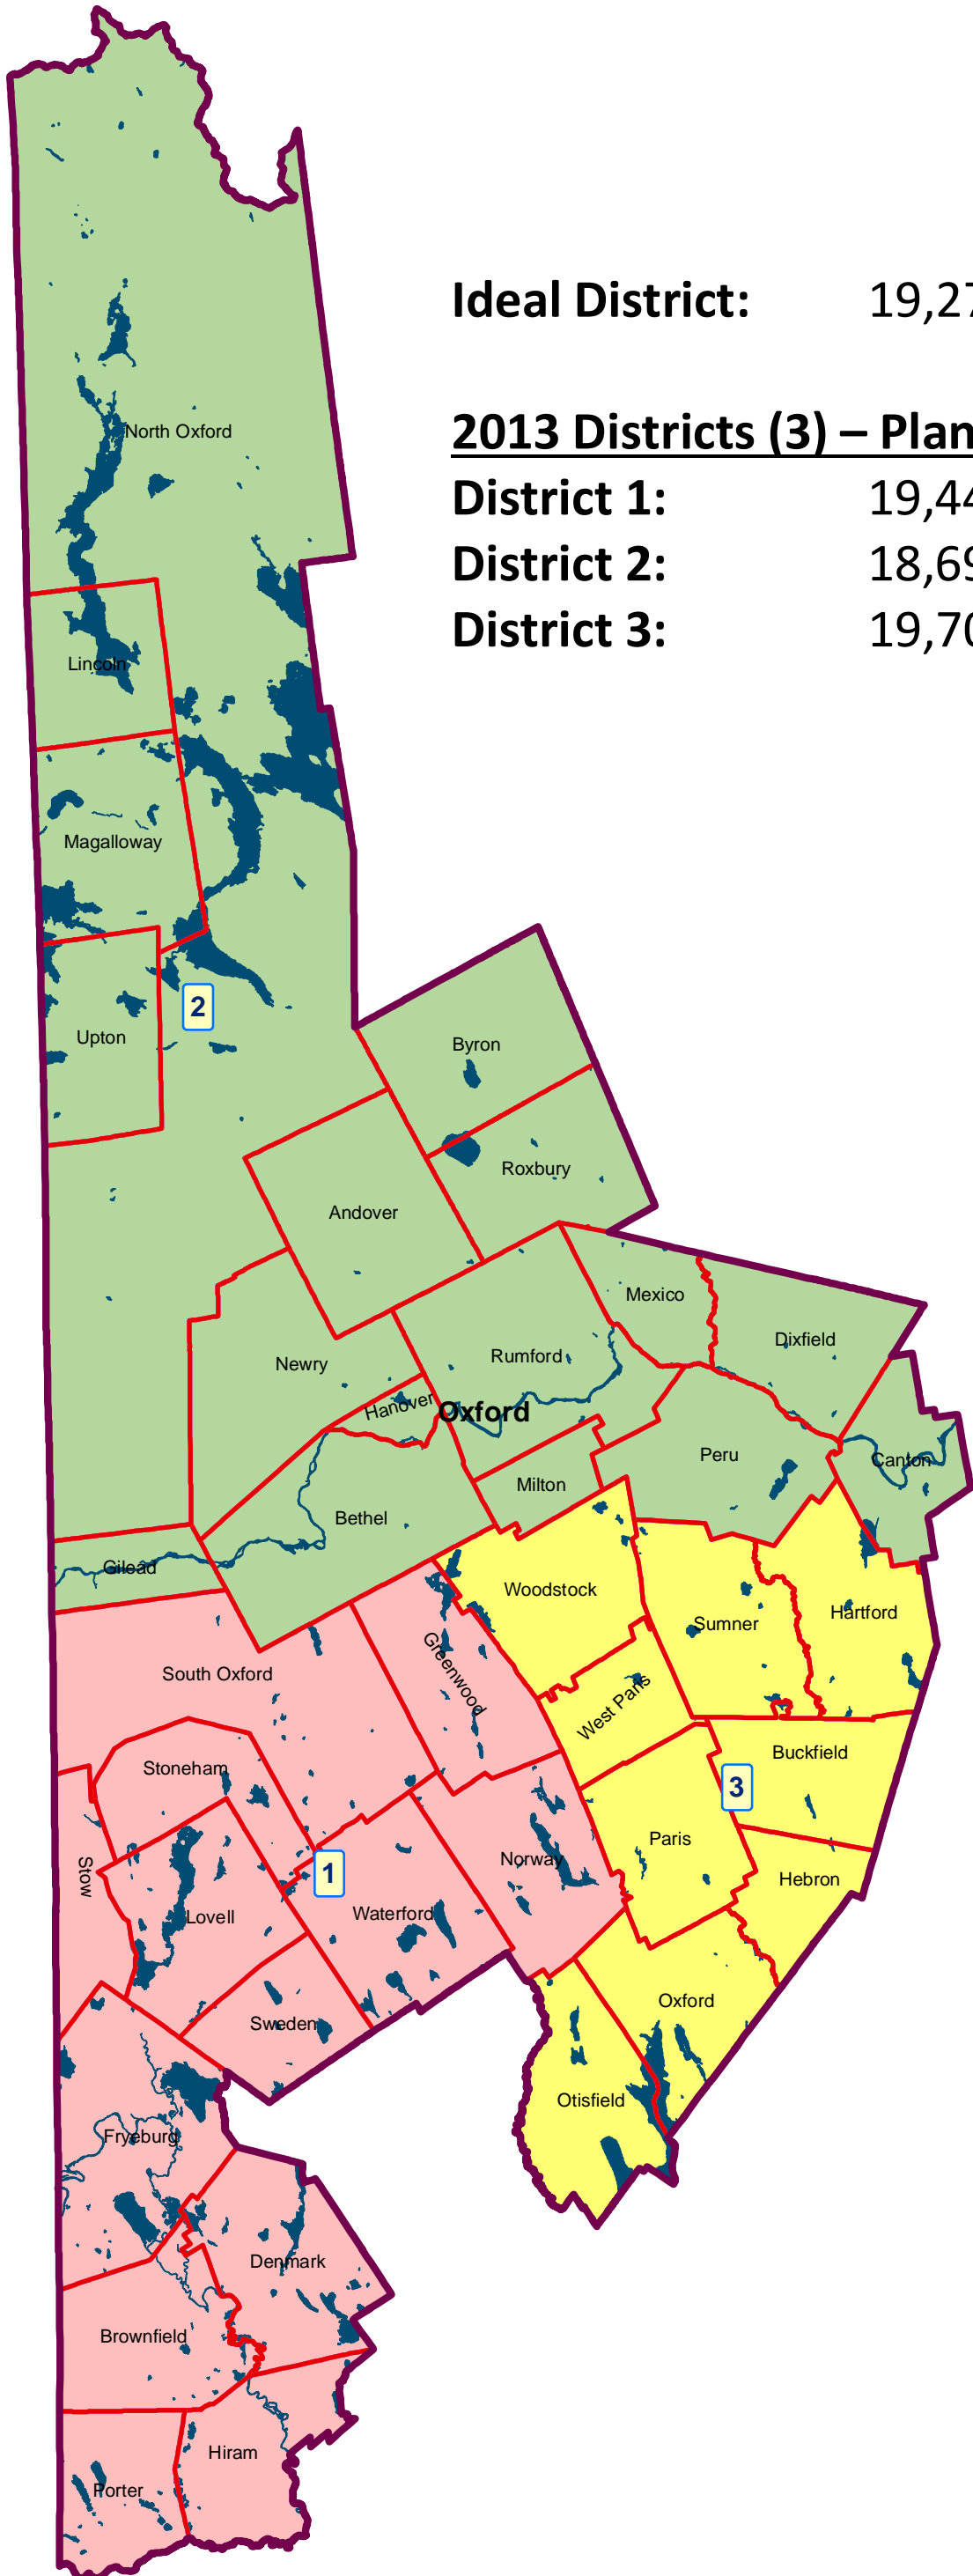 Ideal District: 19,27
2013 Districts (3) – Plan
District 1: 19,44
District 2: 18,69
District 3: 19,70
North Oxford
Lincoln
Magalloway
2
Upton
Byron
Roxbury
Andover
Mexico
Dixfield
Newry
Rumford
Hanover
Oxford
Peru
Canton
Milton
Bethel
Gilead
Woodstock
Hartford
Sumner
South Oxford
Greenwood
West Paris
Buckfield
Stoneham
3
Paris
Norway
Hebron
Stow
1
Lovell
Waterford
Oxford
Sweden
Otisfield
Fryeburg
Denmark
Brownfield
Hiram
Porter